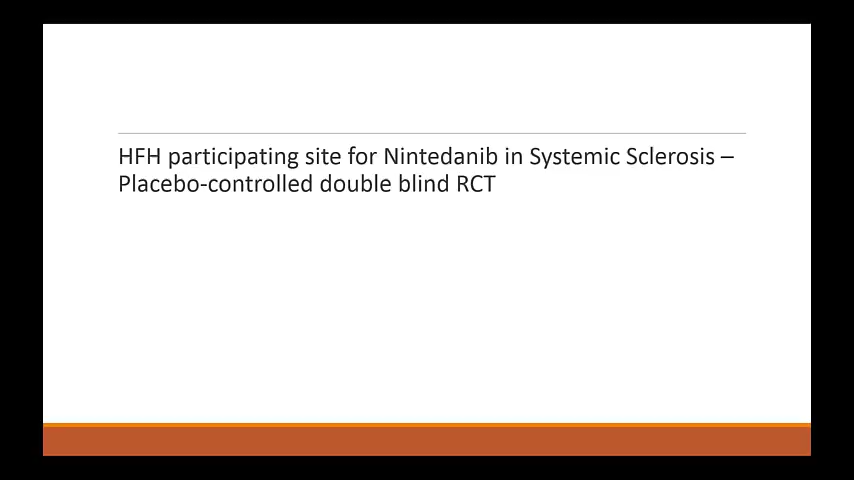 HFH participating site for Nintedanib in Systemic Sclerosis –
Placebo-controlled double blind RCT